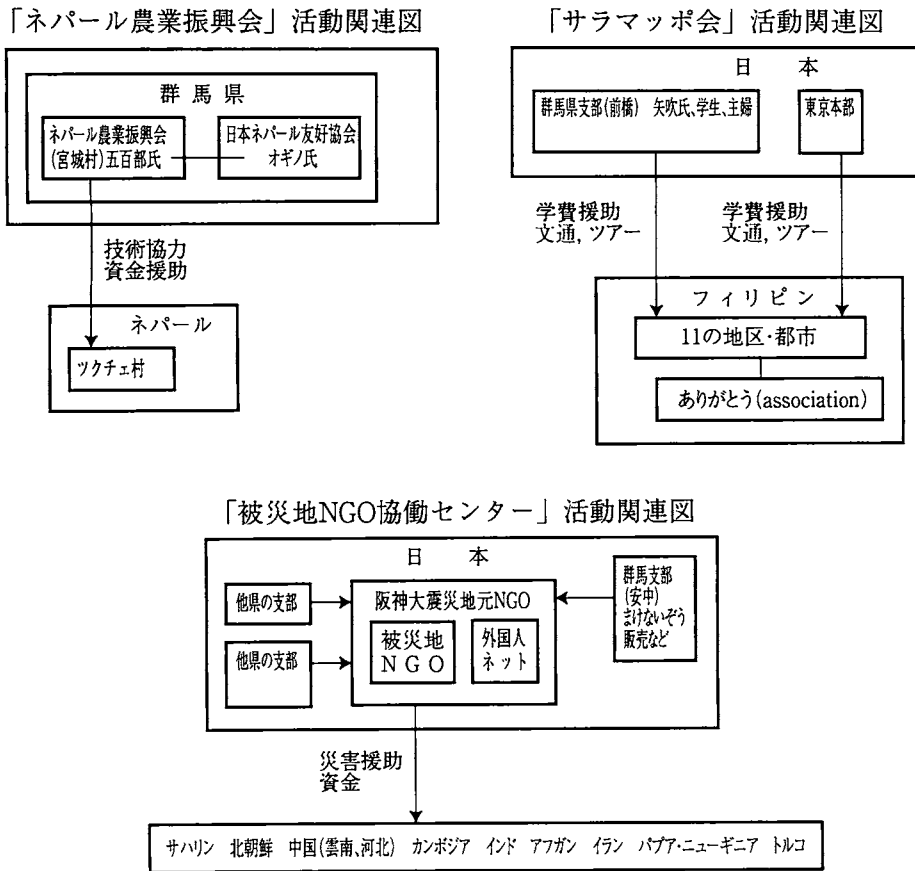 「ネパール農業振興会」活動関連図
群馬県
ネパール農業振興会
(宮城村)五百部氏
日本ネパール友好協会
オギノ氏
技術協力
資金援助
ネパール
ツクチェ村
「サラマッポ会」活動関連図
日 本
群馬県支部(前橋) 矢吹氏、学生、主婦
東京本部
学費援助
文通, ツアー
学費援助
文通, ツアー
フィリピン
11の地区・都市
ありがとう(association)
「被災地NGO協働センター」活動関連図
日 本
他県の支部
他県の支部
阪神大震災地元NGO
被災地
NGO
外国人
ネット
群馬支部
(安中)
まけないぞう
販売など
災害援助
資金
サハリン 北朝鮮 中国(雲南、河北) カンボジア インド アフガン イラン パプア・ニューギニア トルコ